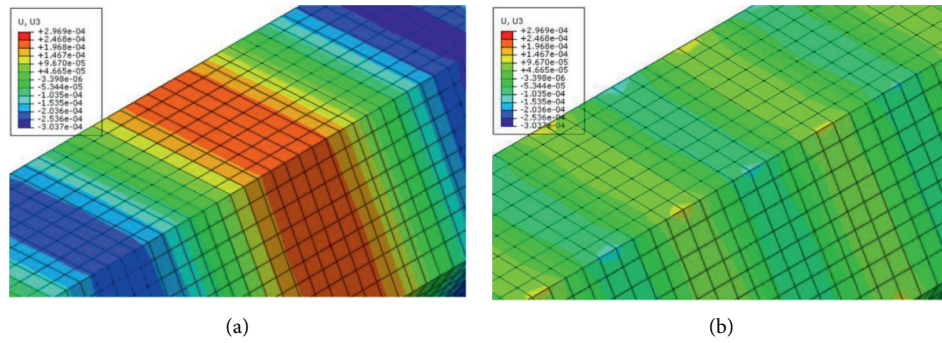 U, U3
+2.969e-04
+2.468e-04
+1.968e-04
+1.467e-04
+9.670e-05
+4.665e-05
-3.398e-06
-5.344e-05
-1.035e-04
-1.535e-04
-2.036e-04
-2.536e-04
-3.037e-04
U, U3
+2.969e-04
+2.468e-04
+1.968e-04
+1.467e-04
+9.670e-05
+4.665e-05
-3.398e-06
-5.344e-05
-1.035e-04
-1.535e-04
-2.036e-04
-2.536e-04
-3.037e-04
(a)
(b)